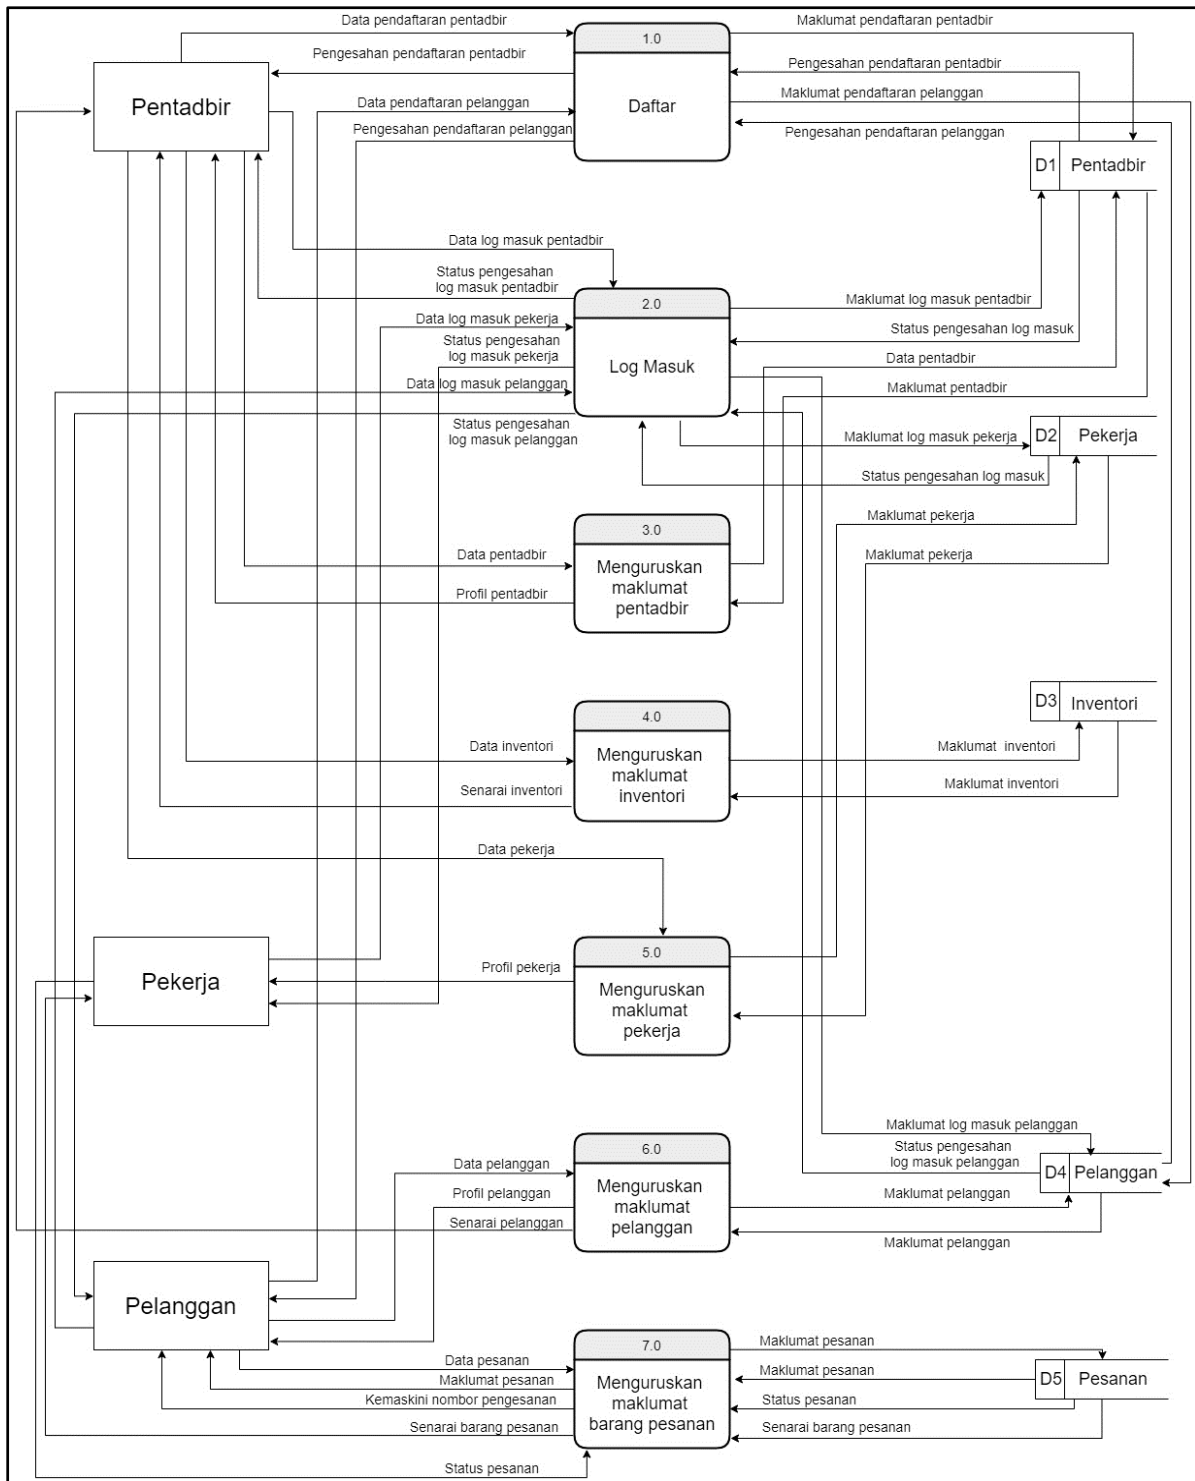 Data pendaftaran pentadbir
Maklumat pendaftaran pentadbir
1.0
Pengesahan pendaftaran pentadbir
Pengesahan pendaftaran pentadbir
Pentadbir
Data pendaftaran pelanggan
Daftar
Maklumat pendaftaran pelanggan
Pengesahan pendaftaran pelanggan
Pengesahan pendaftaran pelanggan
D1
Pentadbir
Data log masuk pentadbir
Status pengesahan
log masuk pentadbir
2.0
Maklumat log masuk pentadbir
Data log masuk pekerja
Status pengesahan log masuk
Status pengesahan
log masuk pekerja
Log Masuk
Data pentadbir
Data log masuk pelanggan
Maklumat pentadbir
Status pengesahan
log masuk pelanggan
Maklumat log masuk pekerja
D2
Pekerja
Status pengesahan log masuk
Maklumat pekerja
3.0
Data pentadbir
Menguruskan
maklumat
pentadbir
Maklumat pekerja
Profil pentadbir
D3
Inventori
4.0
Data inventori
Menguruskan
maklumat
inventori
Maklumat  inventori
Senarai inventori
Maklumat inventori
Data pekerja
Pekerja
Profil pekerja
5.0
Menguruskan
maklumat
pekerja
Maklumat log masuk pelanggan
6.0
Status pengesahan
log masuk pelanggan
Data pelanggan
D4
Pelanggan
Profil pelanggan
Menguruskan
maklumat
pelanggan
Maklumat pelanggan
Senarai pelanggan
Maklumat pelanggan
Pelanggan
7.0
Maklumat pesanan
Data pesanan
Maklumat pesanan
D5
Pesanan
Maklumat pesanan
Menguruskan
maklumat
barang pesanan
Kemaskini nombor pengesanan
Status pesanan
Senarai barang pesanan
Senarai barang pesanan
Status pesanan